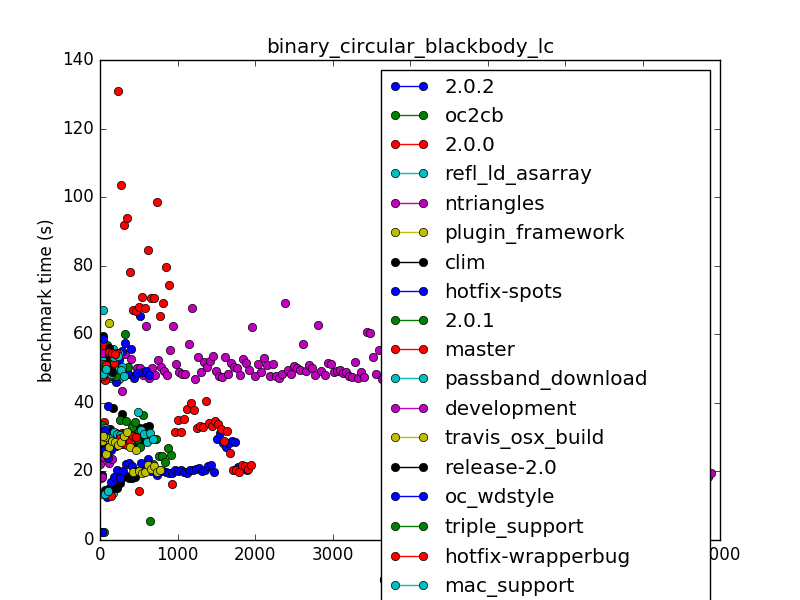 binary_circular_blackbody_lc
140
120
100
80
60
40
20
0
benchmark time (s)
0
1000
2000
3000
000
2.0.2
oc2cb
2.0.0
refl_ld_asarray
ntriangles
plugin_framework
clim
hotfix-spots
2.0.1
master
passband_download
development
travis_osx_build
release-2.0
oc_wdstyle
triple_support
hotfix-wrapperbug
mac_support